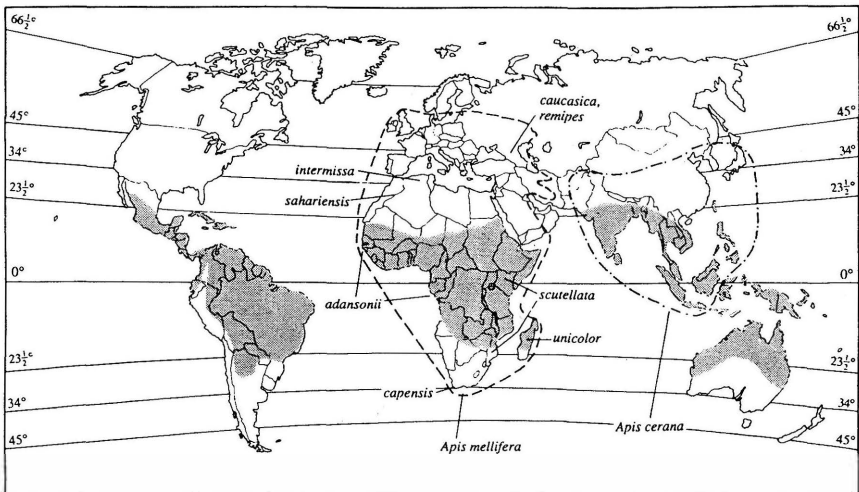 66½° 66½°
caucasica,
remipes
45° 45°
34° 34°
intermissa
23½° 23½°
sahariensis
0° 0°
adansonii scutellata
unicolor
23½° 23½°
capensis
34° 34°
Apis cerana
45° 45°
Apis mellifera